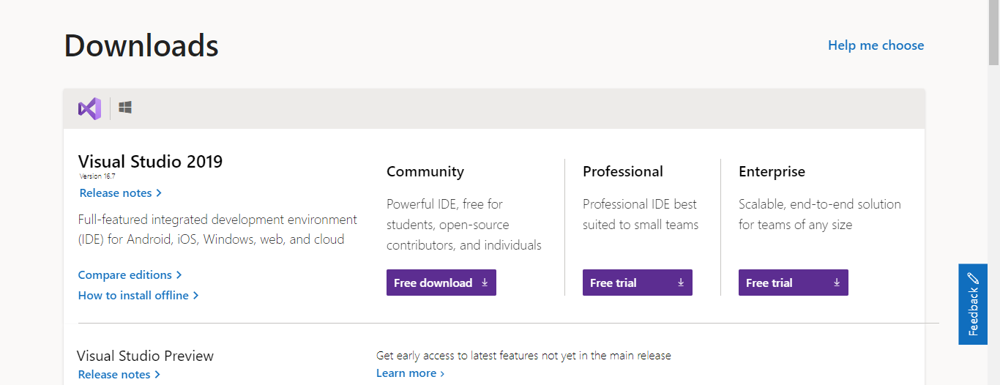 Downloads
Help me choose
Visual Studio 2019
Version 16.7
Release notes
Full-featured integrated development environment
(IDE) for Android, iOS, Windows, web, and cloud
Compare editions
How to install offline
Community
Powerful IDE, free for
students, open-source
contributors, and individuals
Free download
Professional
Professional IDE best
suited to small teams
Free trial
Enterprise
Scalable, end-to-end solution
for teams of any size
Free trial
Feedback
Visual Studio Preview
Release notes
Get early access to latest features not yet in the main release
Learn more